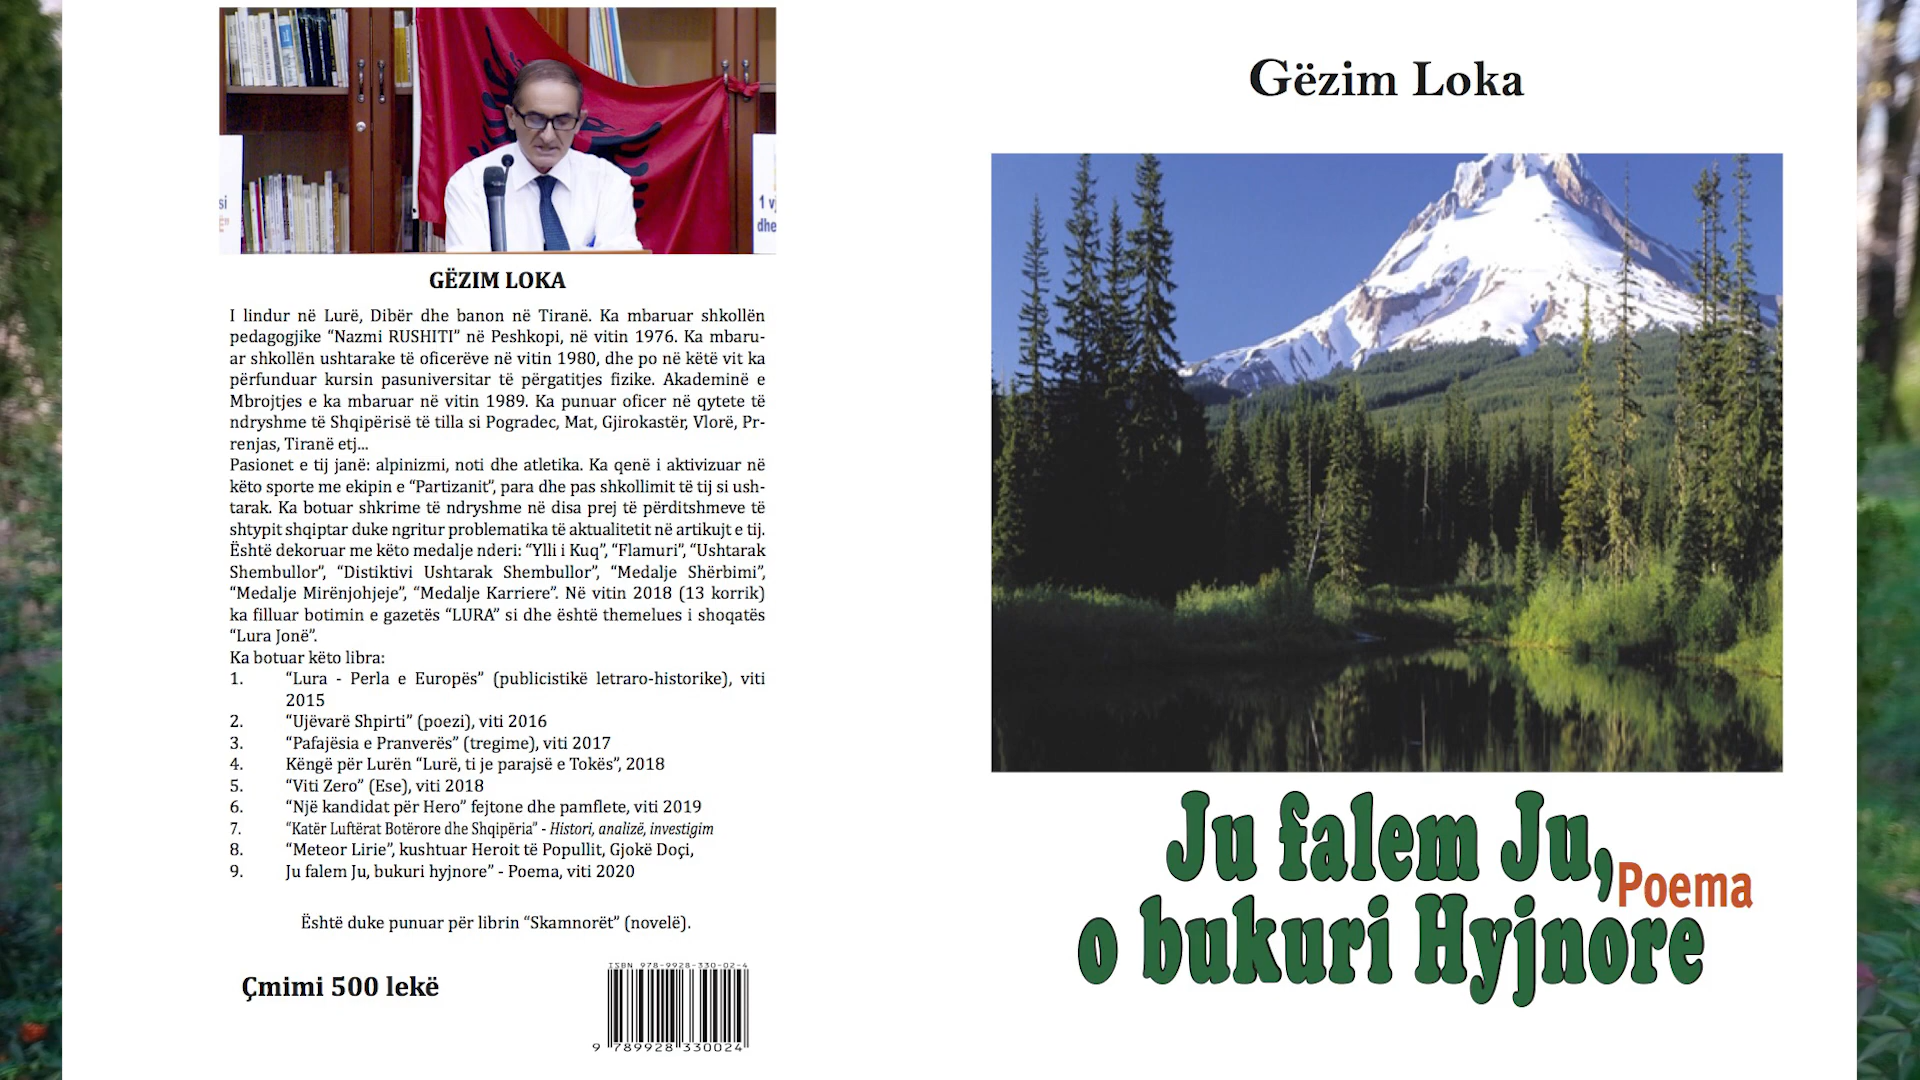 si
E"
1 vj
dhe
GËZIM LOKA
I lindur në Lurë, Dibër dhe banon në Tiranë. Ka mbaruar shkollën
pedagogjike “Nazmi RUSHITI” në Peshkopi, në vitin 1976. Ka mbaru-
ar shkollën ushtarake të oficerëve në vitin 1980, dhe po në këtë vit ka
përfunduar kursin pasuniversitar të përgatitjes fizike. Akademinë e
Mbrojtjes e ka mbaruar në vitin 1989. Ka punuar oficer në qytete të
ndryshme të Shqipërisë të tilla si Pogradec, Mat, Gjirokastër, Vlorë, Pr-
renjas, Tiranë etj...
Pasionet e tij janë: alpinizmi, noti dhe atletika. Ka qenë i aktivizuar në
këto sporte me ekipin e “Partizanit”, para dhe pas shkollimit të tij si ush-
tarak. Ka botuar shkrime të ndryshme në disa prej të përditshmeve të
shtypit shqiptar duke ngritur problematika të aktualitetit në artikujt e tij.
Është dekoruar me këto medalje nderi: “Ylli i Kuq”, “Flamuri”, “Ushtarak
Shembullor”, “Distiktivi Ushtarak Shembullor”, “Medalje Shërbimi”,
“Medalje Mirënjohjeje”, “Medalje Karriere”. Në vitin 2018 (13 korrik)
ka filluar botimin e gazetës “LURA” si dhe është themelues i shoqatës
“Lura Jonë”.
Ka botuar këto libra:
1. “Lura - Perla e Europës” (publicistikë letraro-historike), viti
2015
2. “Ujëvarë Shpirti” (poezi), viti 2016
3. “Pafajësia e Pranverës” (tregime), viti 2017
4. Këngë për Lurën “Lurë, ti je parajsë e Tokës”, 2018
5. “Viti Zero” (Ese), viti 2018
6. “Një kandidat për Hero” fejtone dhe pamflete, viti 2019
7. “Katër Luftërat Botërore dhe Shqipëria” - Histori, analizë, investigim
8. “Meteor Lirie”, kushtuar Heroit të Popullit, Gjokë Doçi,
9. Ju falem Ju, bukuri hyjnore” - Poema, viti 2020
Është duke punuar për librin “Skamnorët” (novelë).
Çmimi 500 lekë
ISBN 978-9928-330-02-4
9 789928 330024
Gëzim Loka
Ju falem Ju,
Poema
o bukuri Hyjnore